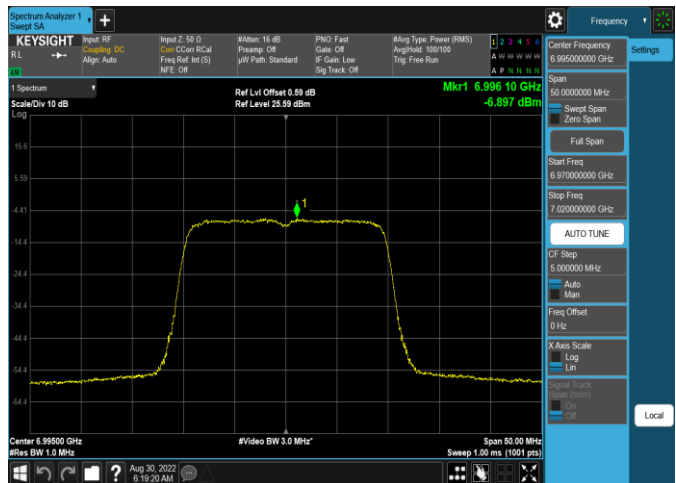 Spectrum Analyzer 1
Swept SA
Frequency
KEYSIGHT
RL
Input: RF
Coupling: DC
Align: Auto
Input Z: 50 Ω
Corr CCorr RCal
Freq Ref: Int (S)
NFE: Off
#Atten: 16 dB
Preamp: Off
µW Path: Standard
PNO: Fast
Gate: Off
IF Gain: Low
Sig Track: Off
#Avg Type: Power (RMS)
Avg|Hold: 100/100
Trig: Free Run
1 2 3 4 5 6
A W W W W W
A P N N N N
1 Spectrum
Scale/Div 10 dB
Log
Ref Lvl Offset 0.59 dB
Ref Level 25.59 dBm
Mkr1 6.996 10 GHz
-6.897 dBm
15.6
5.59
-4.41
-14.4
-24.4
-34.4
-44.4
-54.4
-64.4
1
Center 6.99500 GHz
#Res BW 1.0 MHz
#Video BW 3.0 MHz*
Span 50.00 MHz
Sweep 1.00 ms (1001 pts)
Center Frequency
6.995000000 GHz
Span
50.0000000 MHz
Swept Span
Zero Span
Full Span
Start Freq
6.970000000 GHz
Stop Freq
7.020000000 GHz
AUTO TUNE
CF Step
5.000000 MHz
Auto
Man
Freq Offset
0 Hz
X Axis Scale
Log
Lin
Signal Track
(Span Zoom)
On
Off
Settings
Local
Aug 30, 2022
6:19:20 AM